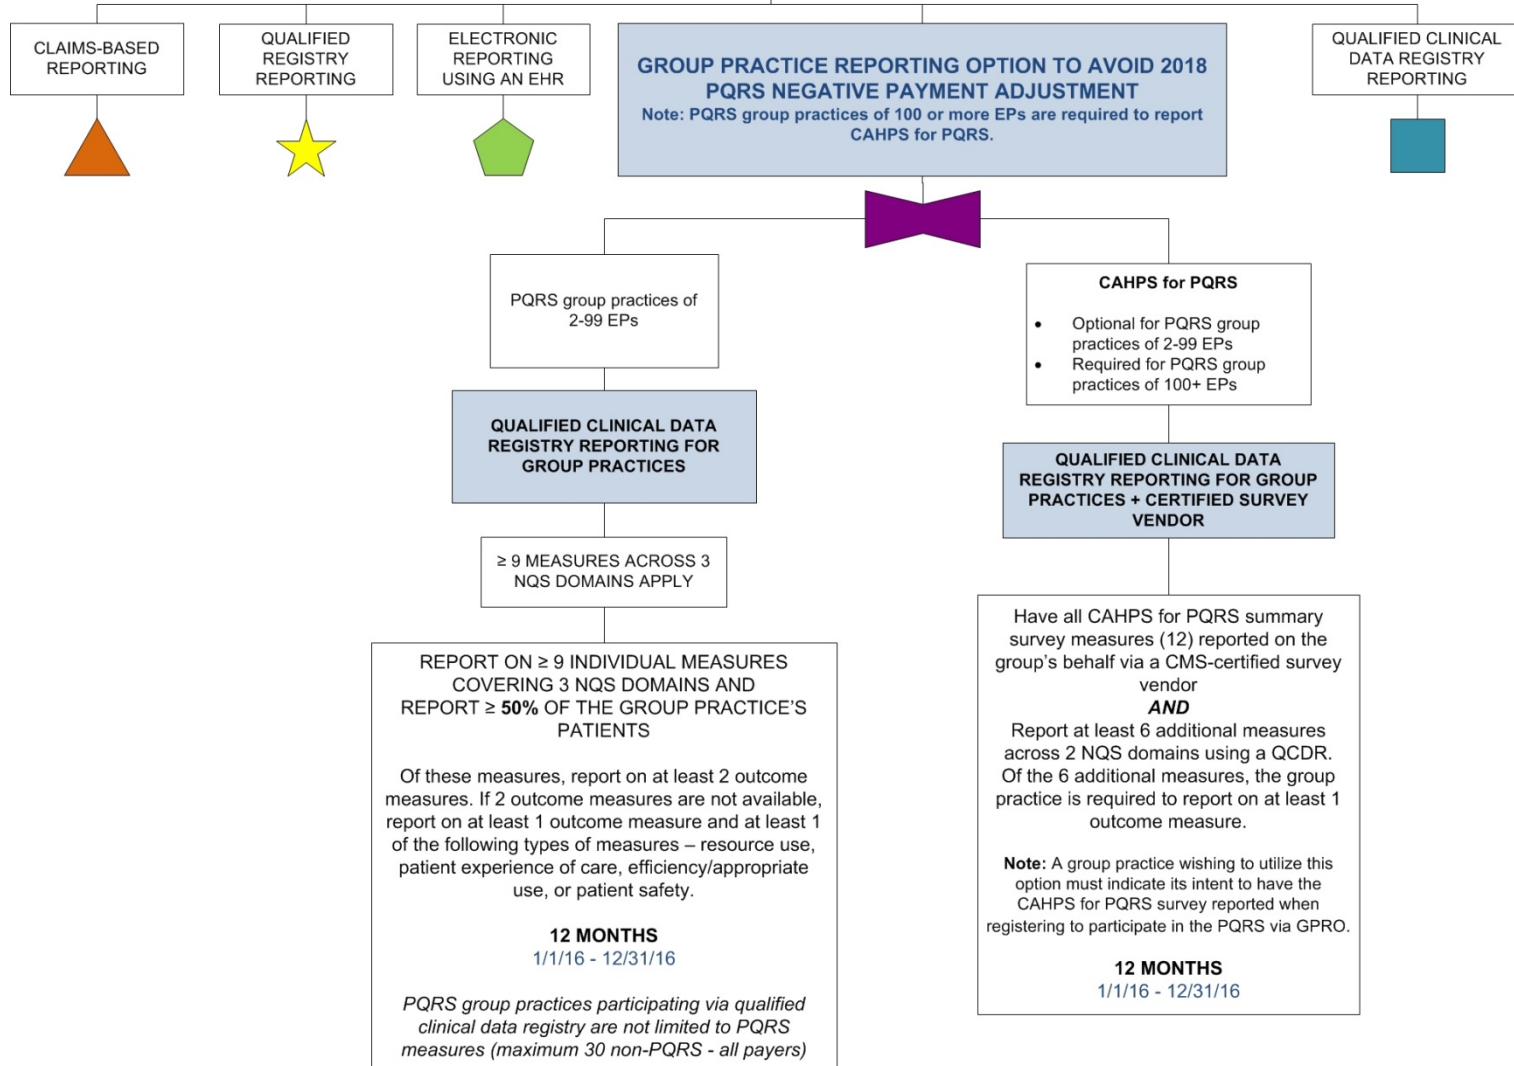 CLAIMS-BASED
REPORTING
QUALIFIED
REGISTRY
REPORTING
ELECTRONIC
REPORTING
USING AN EHR
GROUP PRACTICE REPORTING OPTION TO AVOID 2018
PQRS NEGATIVE PAYMENT ADJUSTMENT
Note: PQRS group practices of 100 or more EPs are required to report
CAHPS for PQRS.
QUALIFIED CLINICAL
DATA REGISTRY
REPORTING
PQRS group practices of
2-99 EPs
QUALIFIED CLINICAL DATA
REGISTRY REPORTING FOR
GROUP PRACTICES
≥ 9 MEASURES ACROSS 3
NQS DOMAINS APPLY
REPORT ON ≥ 9 INDIVIDUAL MEASURES
COVERING 3 NQS DOMAINS AND
REPORT ≥ 50% OF THE GROUP PRACTICE'S
PATIENTS
Of these measures, report on at least 2 outcome
measures. If 2 outcome measures are not available,
report on at least 1 outcome measure and at least 1
of the following types of measures – resource use,
patient experience of care, efficiency/appropriate
use, or patient safety.
12 MONTHS
1/1/16 - 12/31/16
PQRS group practices participating via qualified
clinical data registry are not limited to PQRS
measures (maximum 30 non-PQRS - all payers)
CAHPS for PQRS
• Optional for PQRS group
practices of 2-99 EPs
• Required for PQRS group
practices of 100+ EPs
QUALIFIED CLINICAL DATA
REGISTRY REPORTING FOR GROUP
PRACTICES + CERTIFIED SURVEY
VENDOR
Have all CAHPS for PQRS summary
survey measures (12) reported on the
group's behalf via a CMS-certified survey
vendor
AND
Report at least 6 additional measures
across 2 NQS domains using a QCDR.
Of the 6 additional measures, the group
practice is required to report on at least 1
outcome measure.
Note: A group practice wishing to utilize this
option must indicate its intent to have the
CAHPS for PQRS survey reported when
registering to participate in the PQRS via GPRO.
12 MONTHS
1/1/16 - 12/31/16